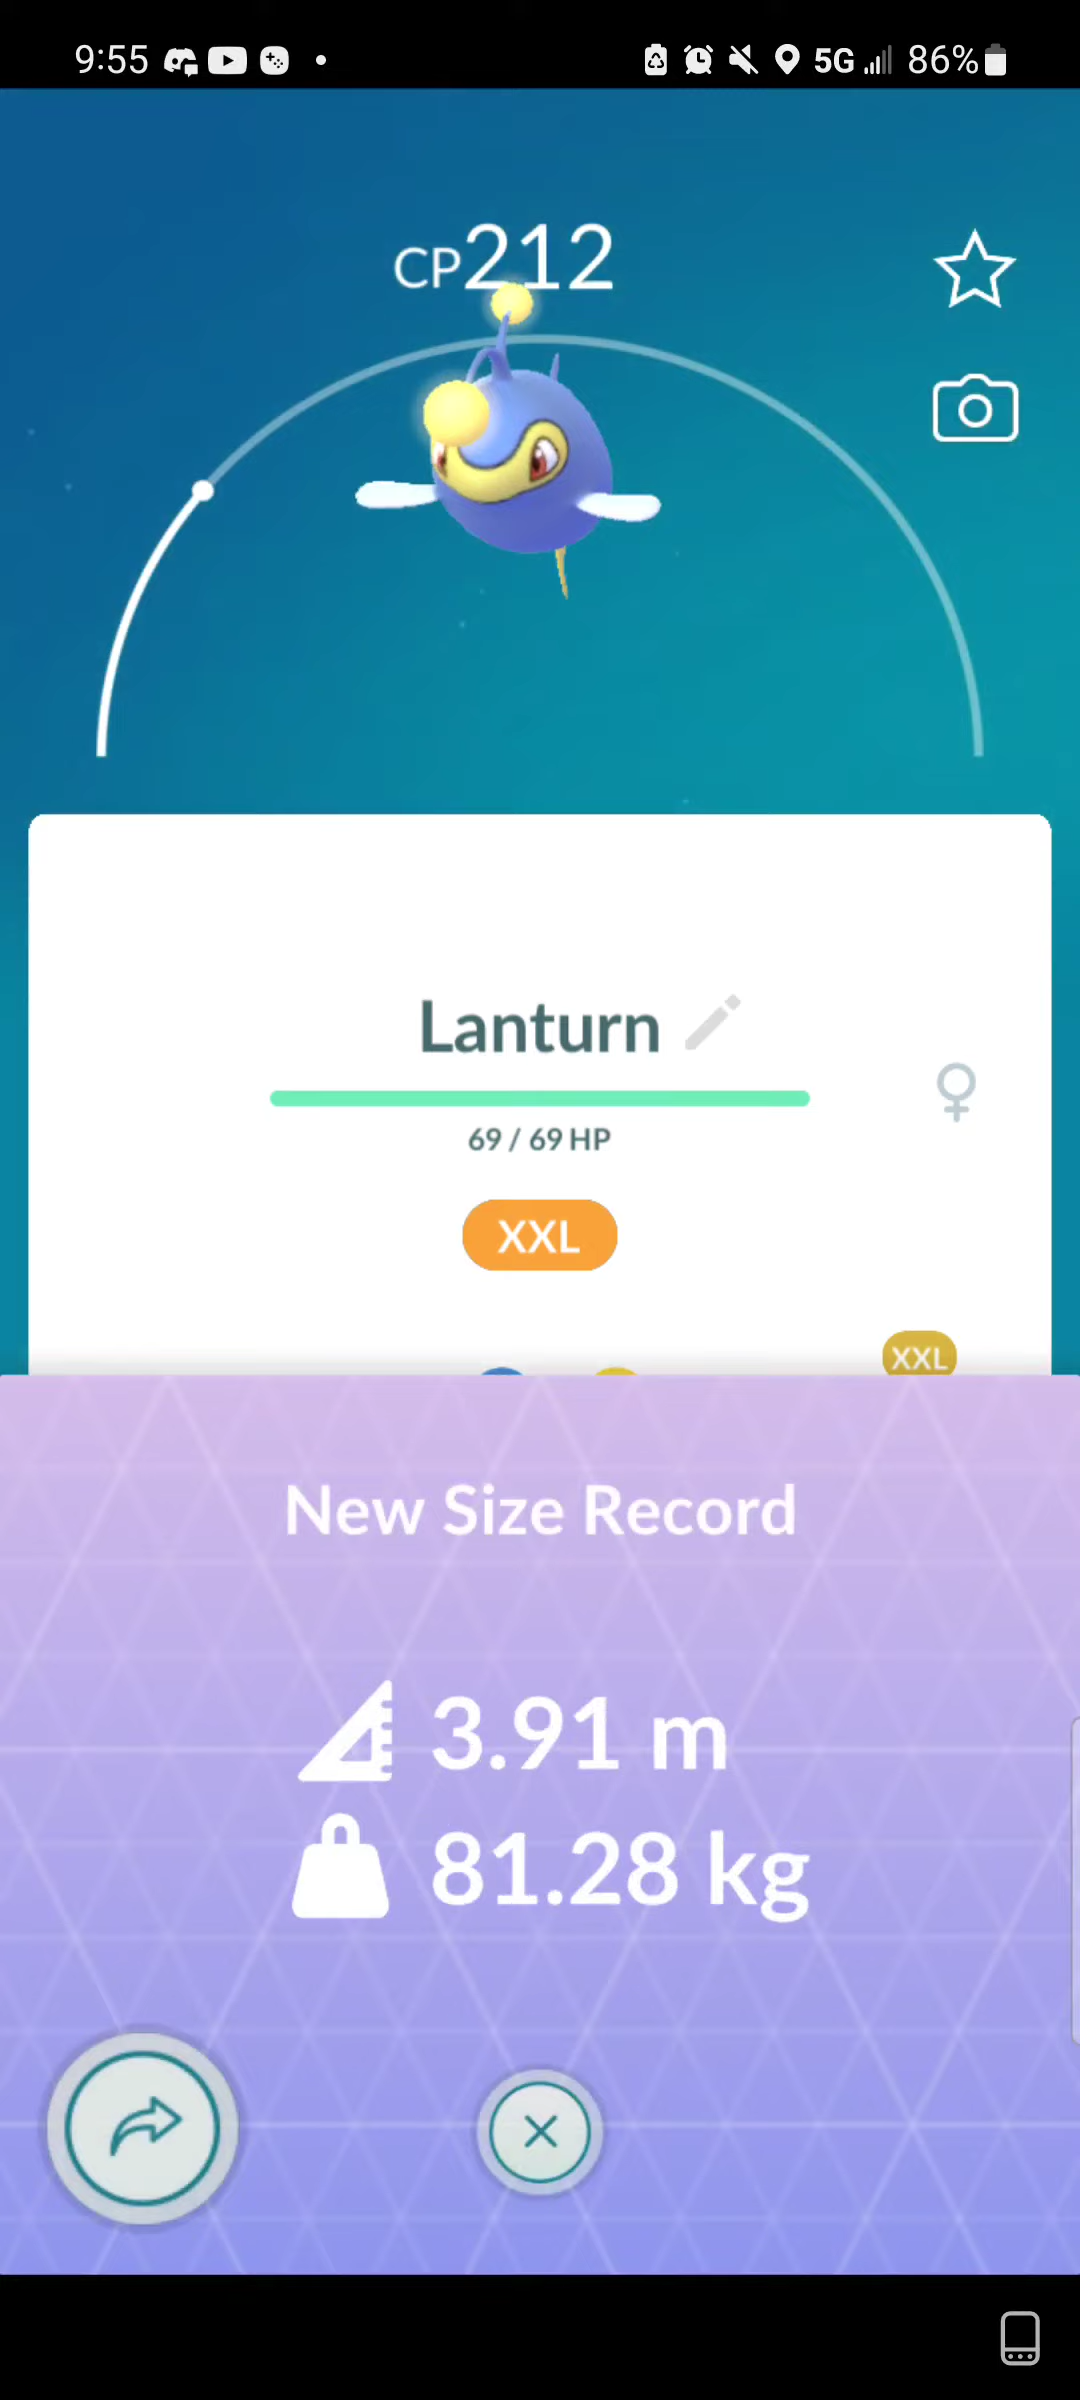 9:55 5G 86%
CP212
Lanturn
69 / 69 HP
XXL
XXL
New Size Record
3.91 m
81.28 kg